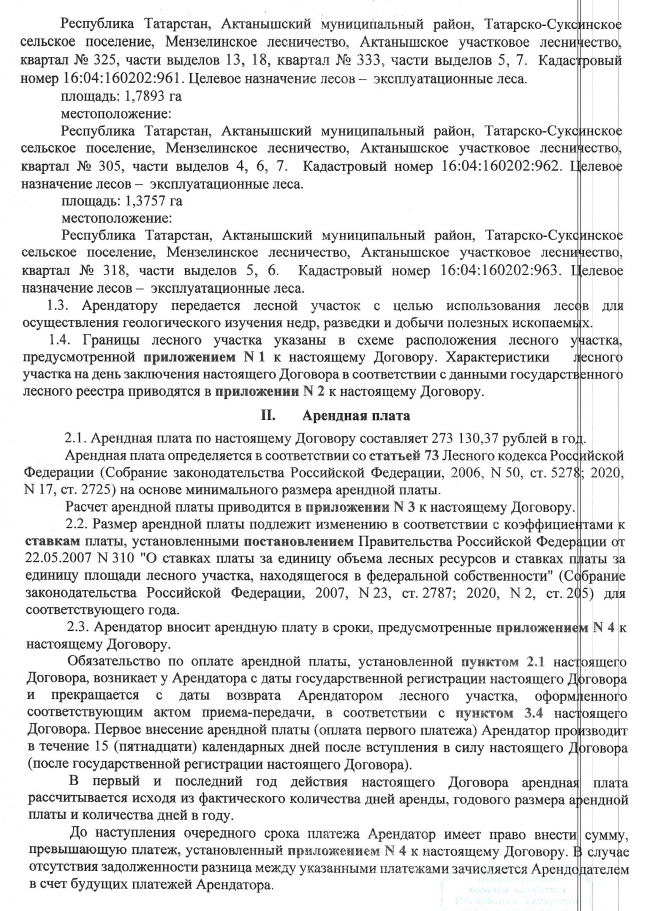 Республика Татарстан, Актанышский муниципальный район, Татарско-Суксинское
сельское поселение, Мензелинское лесничество, Актанышское участковое лесничество,
квартал № 325, части выделов 13, 18, квартал № 333, части выделов 5, 7. Кадастровый
номер 16:04:160202:961. Целевое назначение лесов – эксплуатационные леса.
площадь: 1,7893 га
местоположение:
Республика Татарстан, Актанышский муниципальный район, Татарско-Суксинское
сельское поселение, Мензелинское лесничество, Актанышское участковое лесничество,
квартал № 305, части выделов 4, 6, 7. Кадастровый номер 16:04:160202:962. Целевое
назначение лесов – эксплуатационные леса.
площадь: 1,3757 га
местоположение:
Республика Татарстан, Актанышский муниципальный район, Татарско-Суксинское
сельское поселение, Мензелинское лесничество, Актанышское участковое лесничество,
квартал № 318, части выделов 5, 6. Кадастровый номер 16:04:160202:963. Целевое
назначение лесов – эксплуатационные леса.
1.3. Арендатору передается лесной участок с целью использования лесов для
осуществления геологического изучения недр, разведки и добычи полезных ископаемых.
1.4. Границы лесного участка указаны в схеме расположения лесного участка,
предусмотренной приложением N 1 к настоящему Договору. Характеристики лесного
участка на день заключения настоящего Договора в соответствии с данными государственного
лесного реестра приводятся в приложении N 2 к настоящему Договору.
II. Арендная плата
2.1. Арендная плата по настоящему Договору составляет 273 130,37 рублей в год.
Арендная плата определяется в соответствии со статьей 73 Лесного кодекса Российской
Федерации (Собрание законодательства Российской Федерации, 2006, N 50, ст. 5278; 2020,
N 17, ст. 2725) на основе минимального размера арендной платы.
Расчет арендной платы приводится в приложении N 3 к настоящему Договору.
2.2. Размер арендной платы подлежит изменению в соответствии с коэффициентами к
ставкам платы, установленными постановлением Правительства Российской Федерации от
22.05.2007 N 310 "О ставках платы за единицу объема лесных ресурсов и ставках платы за
единицу площади лесного участка, находящегося в федеральной собственности" (Собрание
законодательства Российской Федерации, 2007, N 23, ст. 2787; 2020, N 2, ст. 205) для
соответствующего года.
2.3. Арендатор вносит арендную плату в сроки, предусмотренные приложением N 4 к
настоящему Договору.
Обязательство по оплате арендной платы, установленной пунктом 2.1 настоящего
Договора, возникает у Арендатора с даты государственной регистрации настоящего Договора
и прекращается с даты возврата Арендатором лесного участка, оформленного
соответствующим актом приема-передачи, в соответствии с пунктом 3.4 настоящего
Договора. Первое внесение арендной платы (оплата первого платежа) Арендатор производит
в течение 15 (пятнадцати) календарных дней после вступления в силу настоящего Договора
(после государственной регистрации настоящего Договора).
В первый и последний год действия настоящего Договора арендная плата
рассчитывается исходя из фактического количества дней аренды, годового размера арендной
платы и количества дней в году.
До наступления очередного срока платежа Арендатор имеет право внести сумму,
превышающую платеж, установленный приложением N 4 к настоящему Договору. В случае
отсутствия задолженности разница между указанными платежами зачисляется Арендодателем
в счет будущих платежей Арендатора.